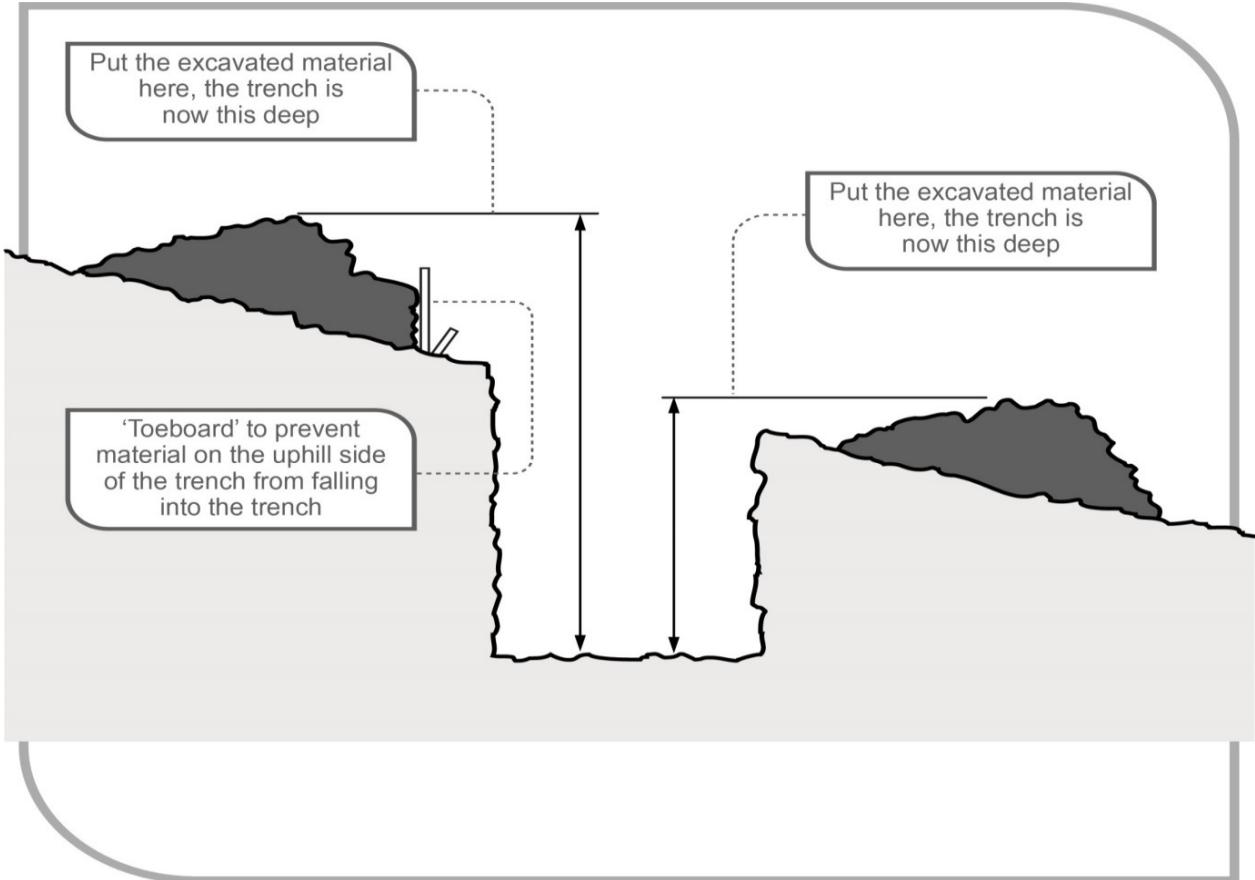 Put the excavated material
here, the trench is
now this deep
Put the excavated material
here, the trench is
now this deep
‘Toeboard’ to prevent
material on the uphill side
of the trench from falling
into the trench